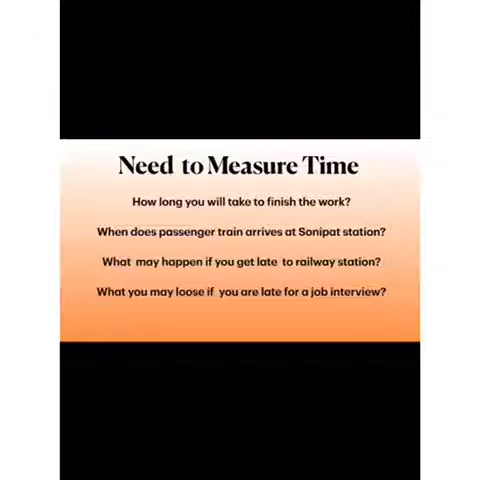 Need to Measure Time
How long you will take to finish the work?
When does passenger train arrives at Sonipat station?
What may happen if you get late to railway station?
What you may loose if you are late for a job interview?